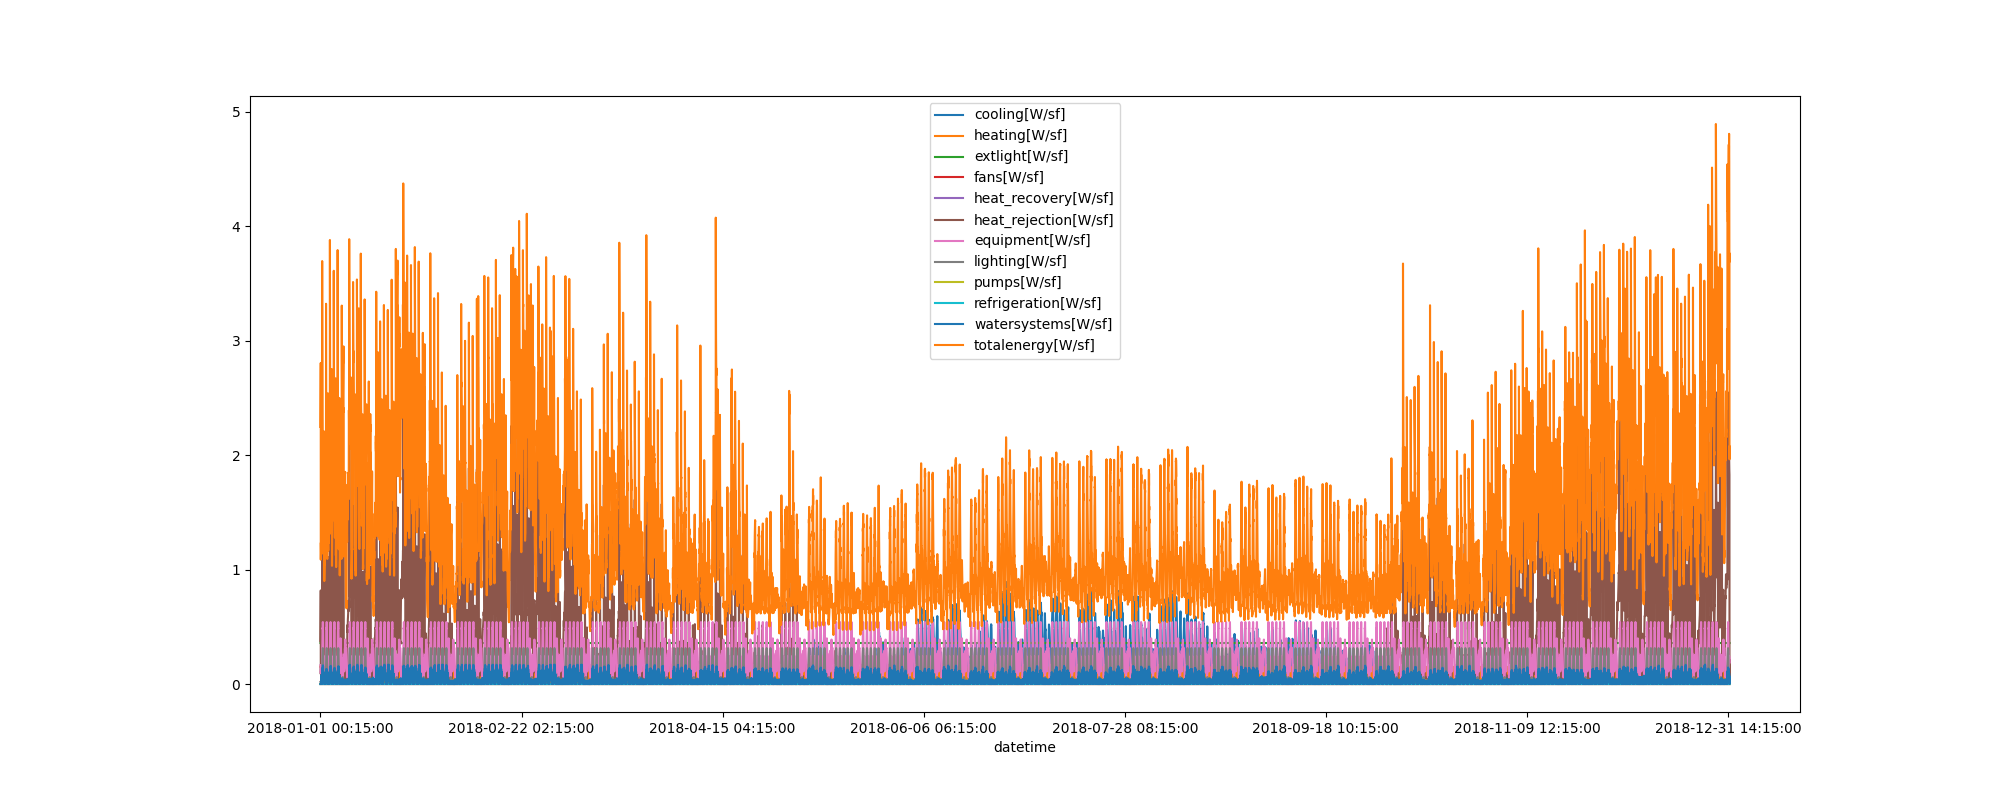 5
4
3
2
1
0
cooling[W/sf]
heating[W/sf]
extlight[W/sf]
fans[W/sf]
heat_recovery[W/sf]
heat_rejection[W/sf]
equipment[W/sf]
lighting[W/sf]
pumps[W/sf]
refrigeration[W/sf]
watersystems[W/sf]
totalenergy[W/sf]
2018-01-01 00:15:00 2018-02-22 02:15:00 2018-04-15 04:15:00 2018-06-06 06:15:00 2018-07-28 08:15:00 2018-09-18 10:15:00 2018-11-09 12:15:00 2018-12-31 14:15:00
datetime